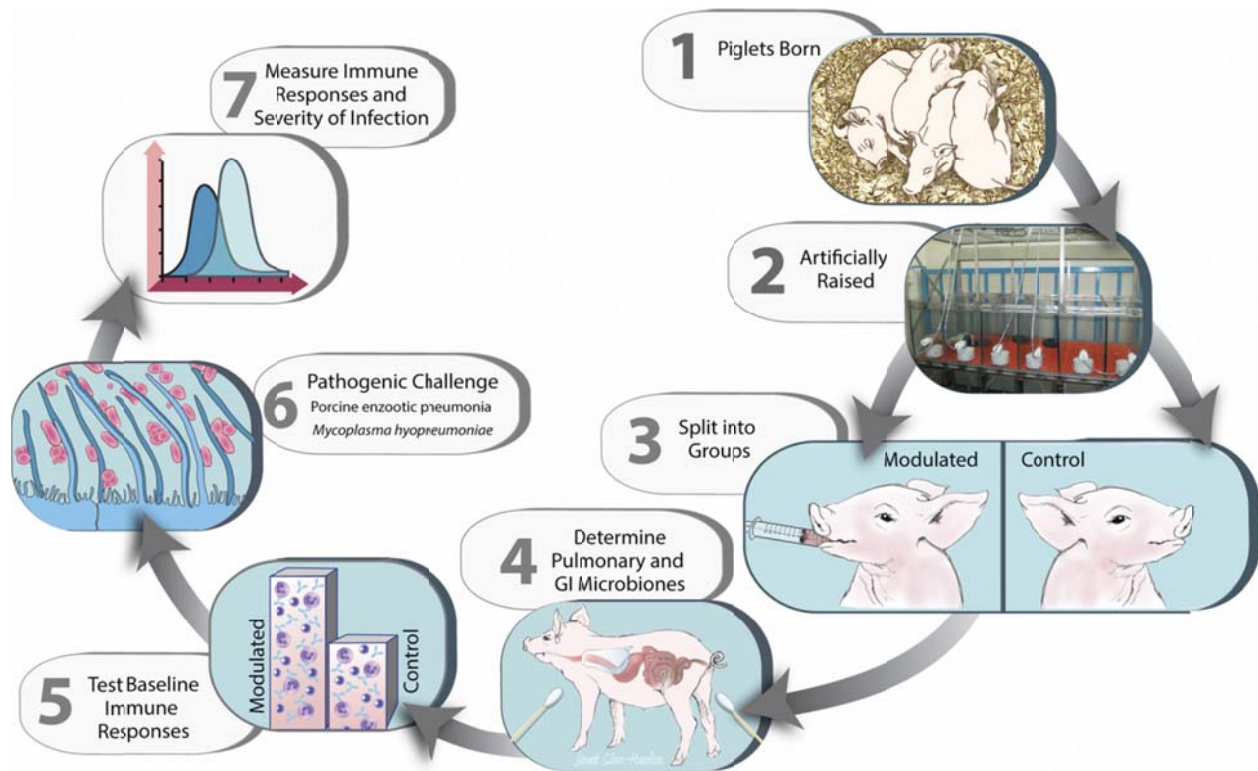 1
Piglets Born
2
Artificially
Raised
3
Split into
Groups
Modulated
Control
4
Determine
Pulmonary and
GI Microbiones
5
Test Baseline
Immune
Responses
Modulated
Control
6
Pathogenic Challenge
Porcine enzootic pneumonia
Mycoplasma hyopreumoniae
7
Measure Immune
Responses and
Severity of Infection